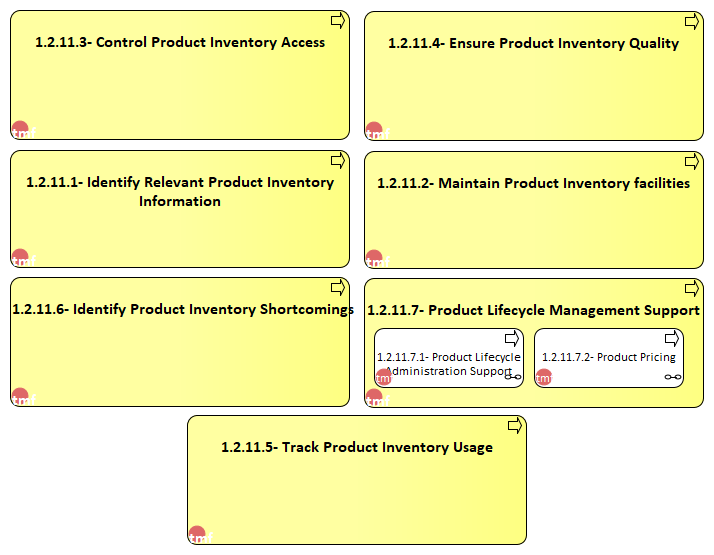 1.2.11.3- Control Product Inventory Access
tmf
1.2.11.4- Ensure Product Inventory Quality
tmf
1.2.11.1- Identify Relevant Product Inventory
Information
tmf
1.2.11.2- Maintain Product Inventory facilities
tmf
1.2.11.6- Identify Product Inventory Shortcomings
tmf
1.2.11.7- Product Lifecycle Management Support
1.2.11.7.1- Product Lifecycle
Administration Support
tmf
1.2.11.7.2- Product Pricing
tmf
tmf
1.2.11.5- Track Product Inventory Usage
tmf